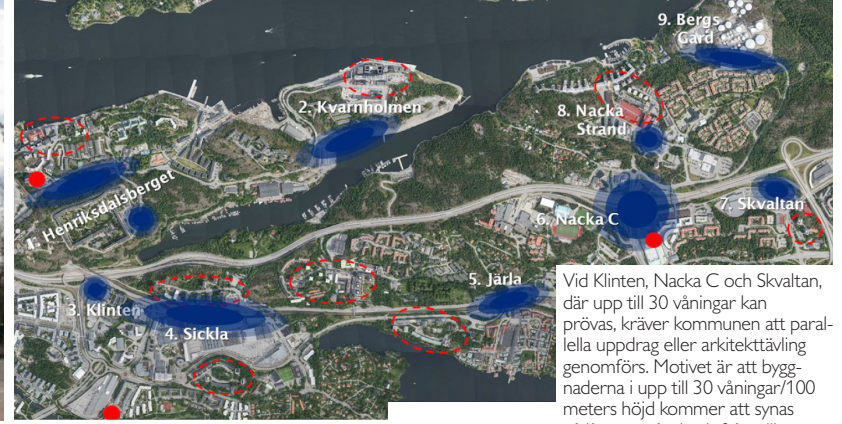 9. Bergs
Gård
2. Kvarnholmen
8. Nacka
Strand
1. Henriksdalsberget
7. Skvaltan
6. Nacka C
5. Järla
3. Klinten
4. Sickla
Vid Klinten, Nacka C och Skvaltan,
där upp till 30 våningar kan
prövas, kräver kommunen att paral-
lella uppdrag eller arkitekttävling
genomförs. Motivet är att bygg-
naderna i upp till 30 våningar/100
meters höjd kommer att synas